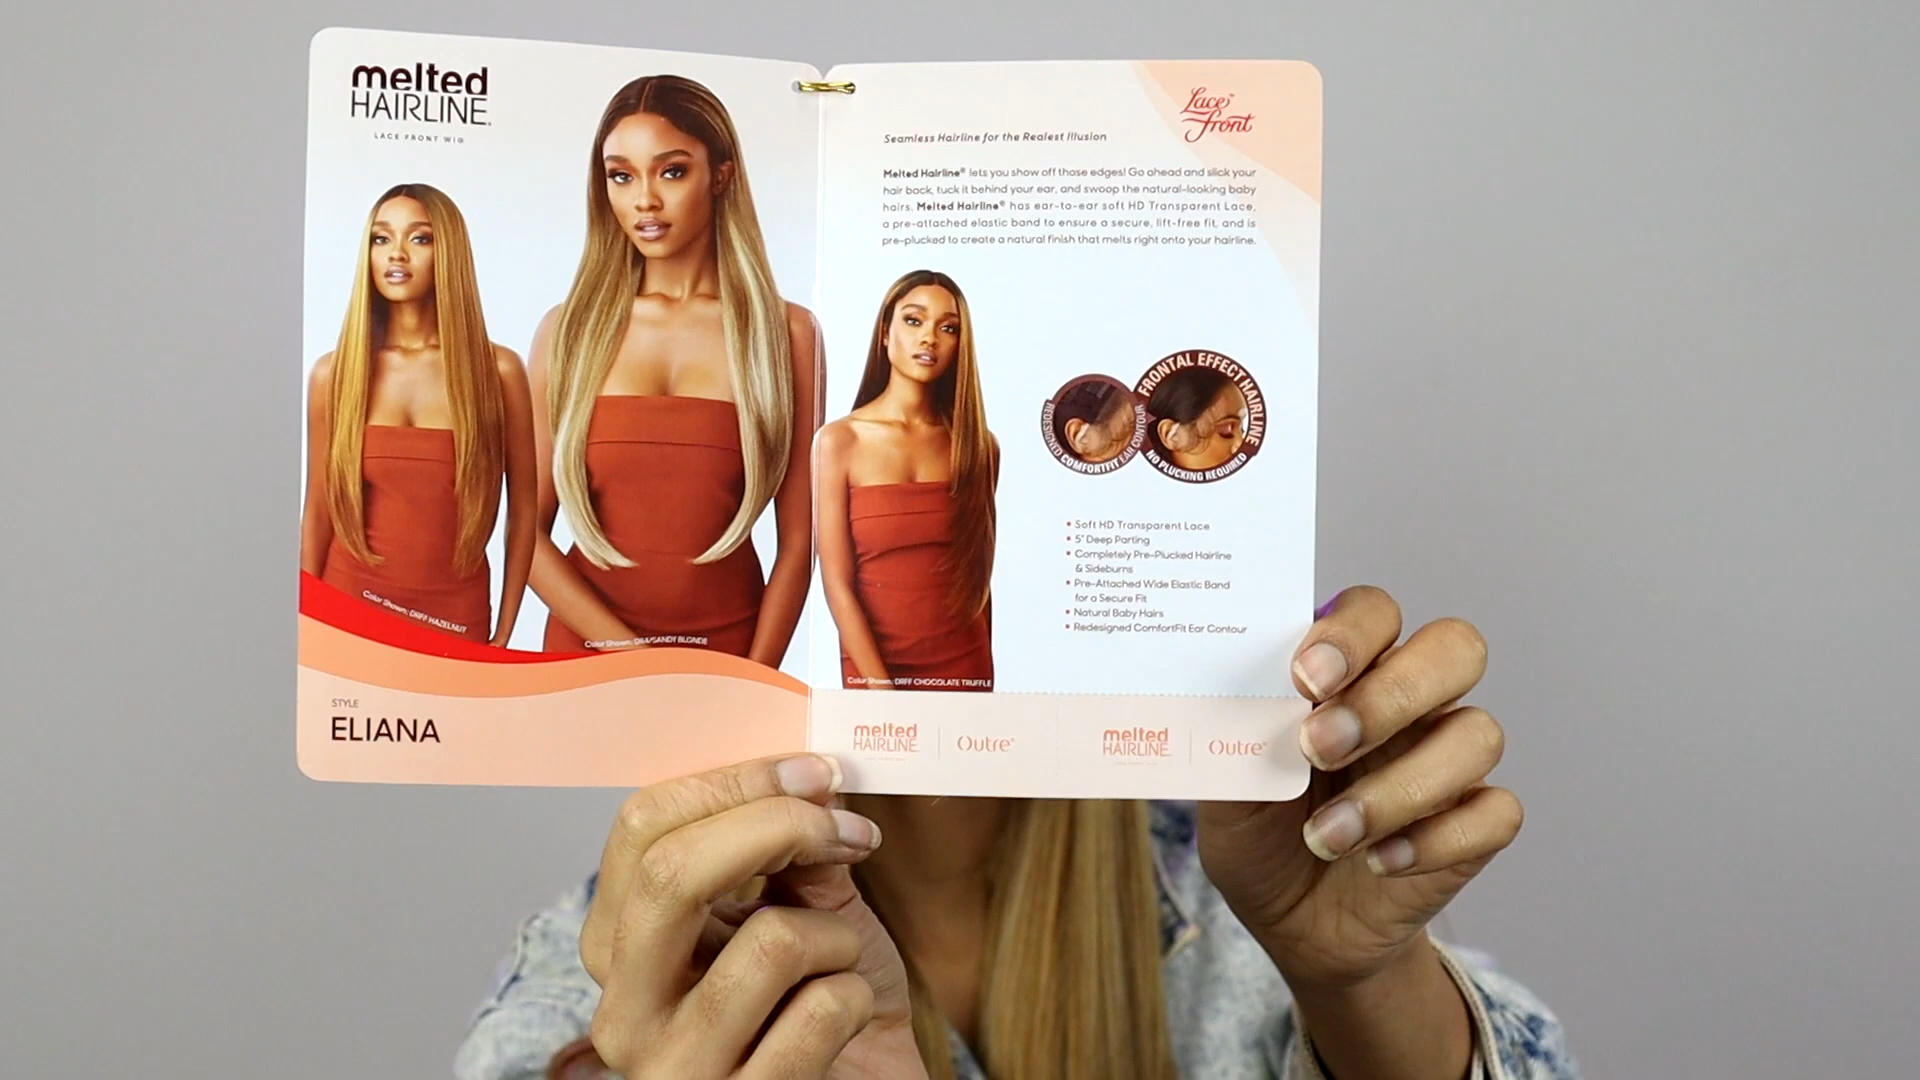 melted
HAIRLINE.
LACE FRONT WIG
Color Shown: DRFF HAZELNUT
Color Shown: DR4/SANDY BLONDE
STYLE
ELIANA
Lace™
Front
Seamless Hairline for the Realest Illusion
Melted Hairline® lets you show off those edges! Go ahead and slick your
hair back, tuck it behind your ear, and swoop the natural-looking baby
hairs. Melted Hairline® has ear-to-ear soft HD Transparent Lace,
a pre-attached elastic band to ensure a secure, lift-free fit, and is
pre-plucked to create a natural finish that melts right onto your hairline.
REDESIGNED COMFORTFIT EAR CONTOUR
FRONTAL EFFECT HAIRLINE
NO PLUCKING REQUIRED
▪ Soft HD Transparent Lace
▪ 5" Deep Parting
▪ Completely Pre-Plucked Hairline
& Sideburns
▪ Pre-Attached Wide Elastic Band
for a Secure Fit
▪ Natural Baby Hairs
▪ Redesigned ComfortFit Ear Contour
Color Shown: DRFF CHOCOLATE TRUFFLE
melted
HAIRLINE
Outre®
melted
HAIRLINE
Outre®